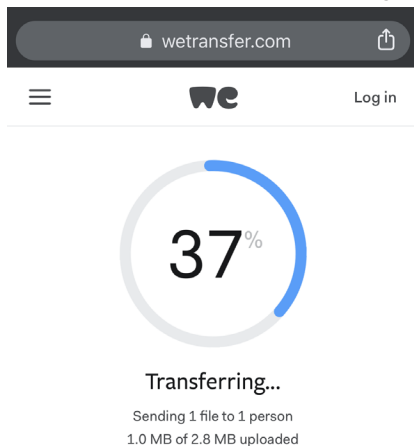 wetransfer.com
we
Log in
37%
Transferring...
Sending 1 file to 1 person
1.0 MB of 2.8 MB uploaded